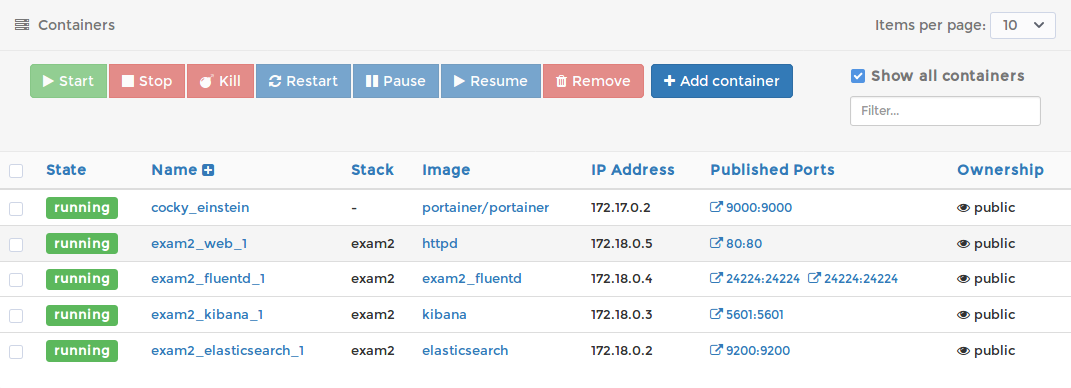 Containers Items per page: 10
Start Stop Kill Restart Pause Resume Remove Add container Show all containers
Filter...
State Name Stack Image IP Address Published Ports Ownership
running cocky_einstein - portainer/portainer 172.17.0.2 9000:9000 public
running exam2_web_1 exam2 httpd 172.18.0.5 80:80 public
running exam2_fluentd_1 exam2 exam2_fluentd 172.18.0.4 24224:24224 24224:24224 public
running exam2_kibana_1 exam2 kibana 172.18.0.3 5601:5601 public
running exam2_elasticsearch_1 exam2 elasticsearch 172.18.0.2 9200:9200 public